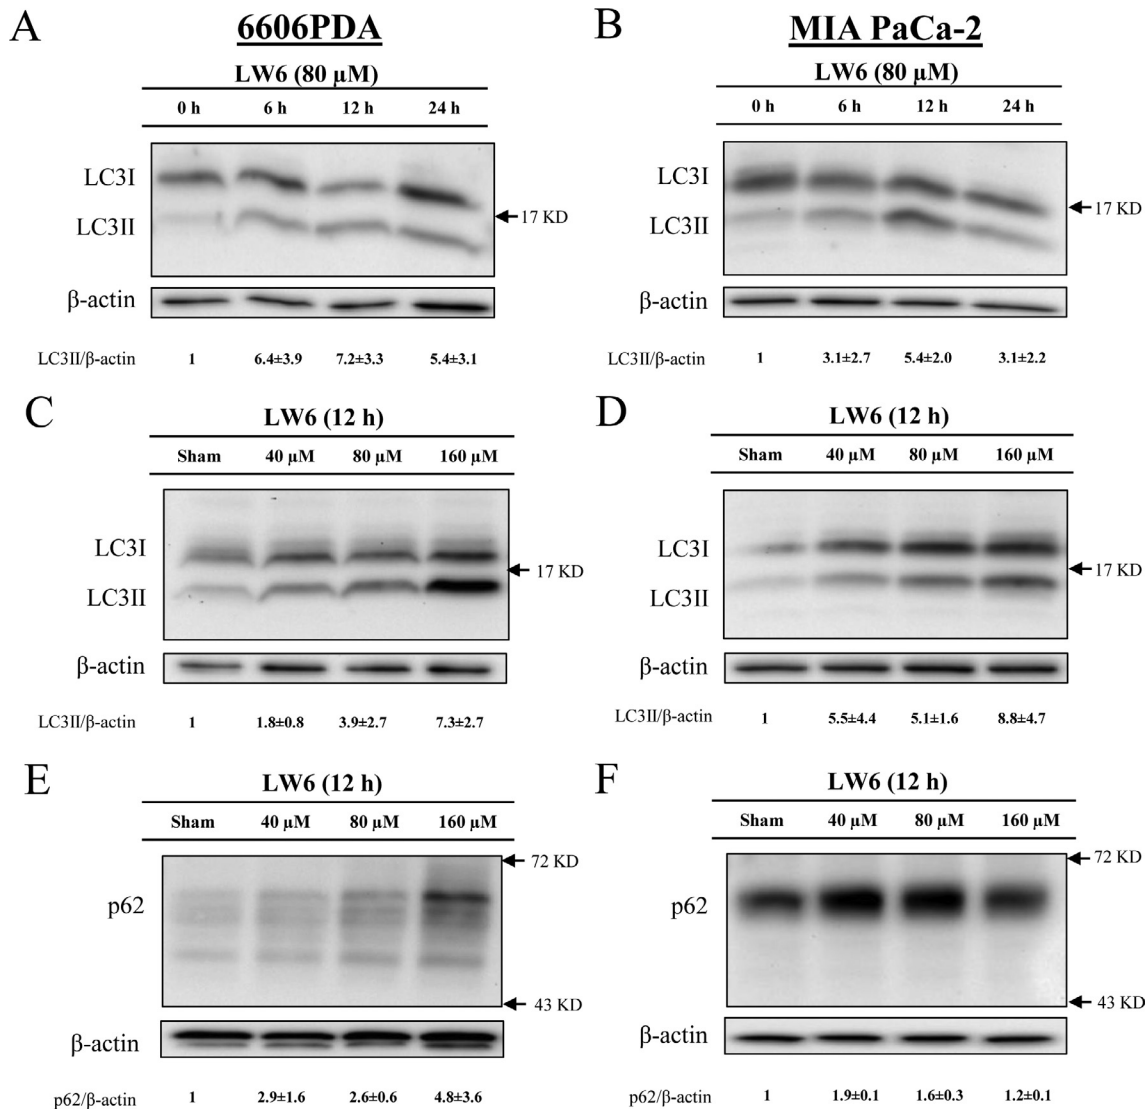 A
6606PDA
LW6 (80 µM)
0 h 6 h 12 h 24 h
LC3I
LC3II
17 KD
β-actin
LC3II/β-actin 1 6.4±3.9 7.2±3.3 5.4±3.1
B
MIA PaCa-2
LW6 (80 µM)
0 h 6 h 12 h 24 h
LC3I
LC3II
17 KD
β-actin
LC3II/β-actin 1 3.1±2.7 5.4±2.0 3.1±2.2
C
LW6 (12 h)
Sham 40 µM 80 µM 160 µM
LC3I
LC3II
17 KD
β-actin
LC3II/β-actin 1 1.8±0.8 3.9±2.7 7.3±2.7
D
LW6 (12 h)
Sham 40 µM 80 µM 160 µM
LC3I
LC3II
17 KD
β-actin
LC3II/β-actin 1 5.5±4.4 5.1±1.6 8.8±4.7
E
LW6 (12 h)
Sham 40 µM 80 µM 160 µM
72 KD
p62
43 KD
β-actin
p62/β-actin 1 2.9±1.6 2.6±0.6 4.8±3.6
F
LW6 (12 h)
Sham 40 µM 80 µM 160 µM
72 KD
p62
43 KD
β-actin
p62/β-actin 1 1.9±0.1 1.6±0.3 1.2±0.1